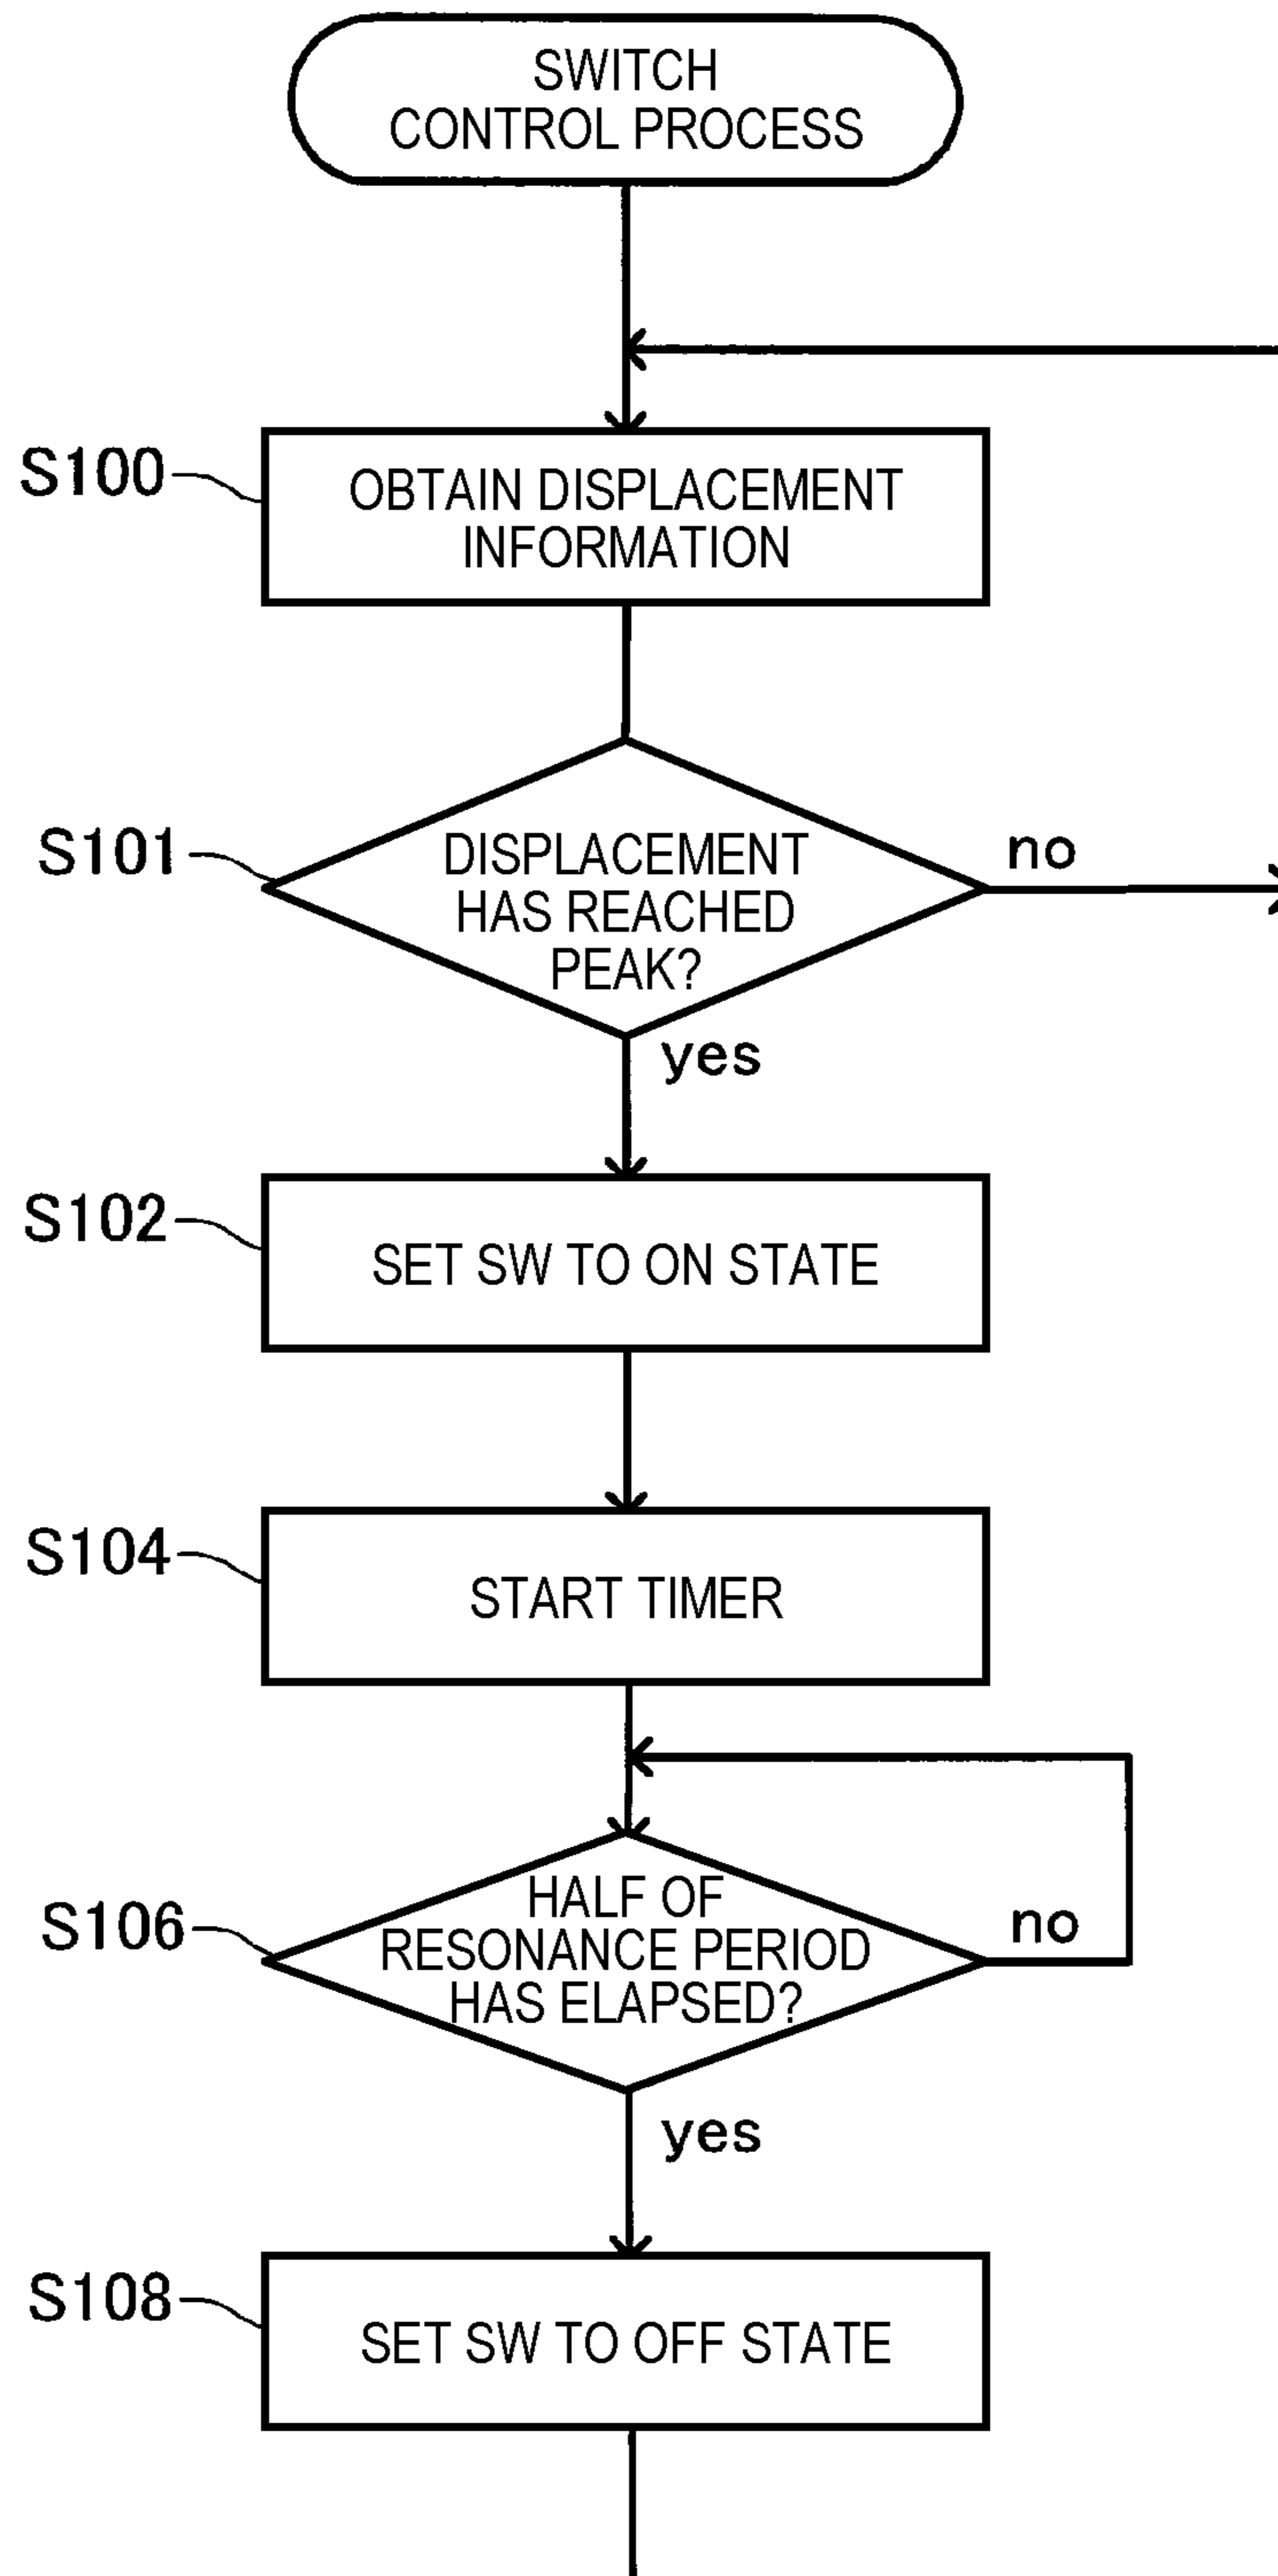 SWITCH
CONTROL PROCESS
S100
OBTAIN DISPLACEMENT
INFORMATION
S101
DISPLACEMENT
HAS REACHED
PEAK?
no
yes
S102
SET SW TO ON STATE
S104
START TIMER
S106
HALF OF
RESONANCE PERIOD
HAS ELAPSED?
no
yes
S108
SET SW TO OFF STATE